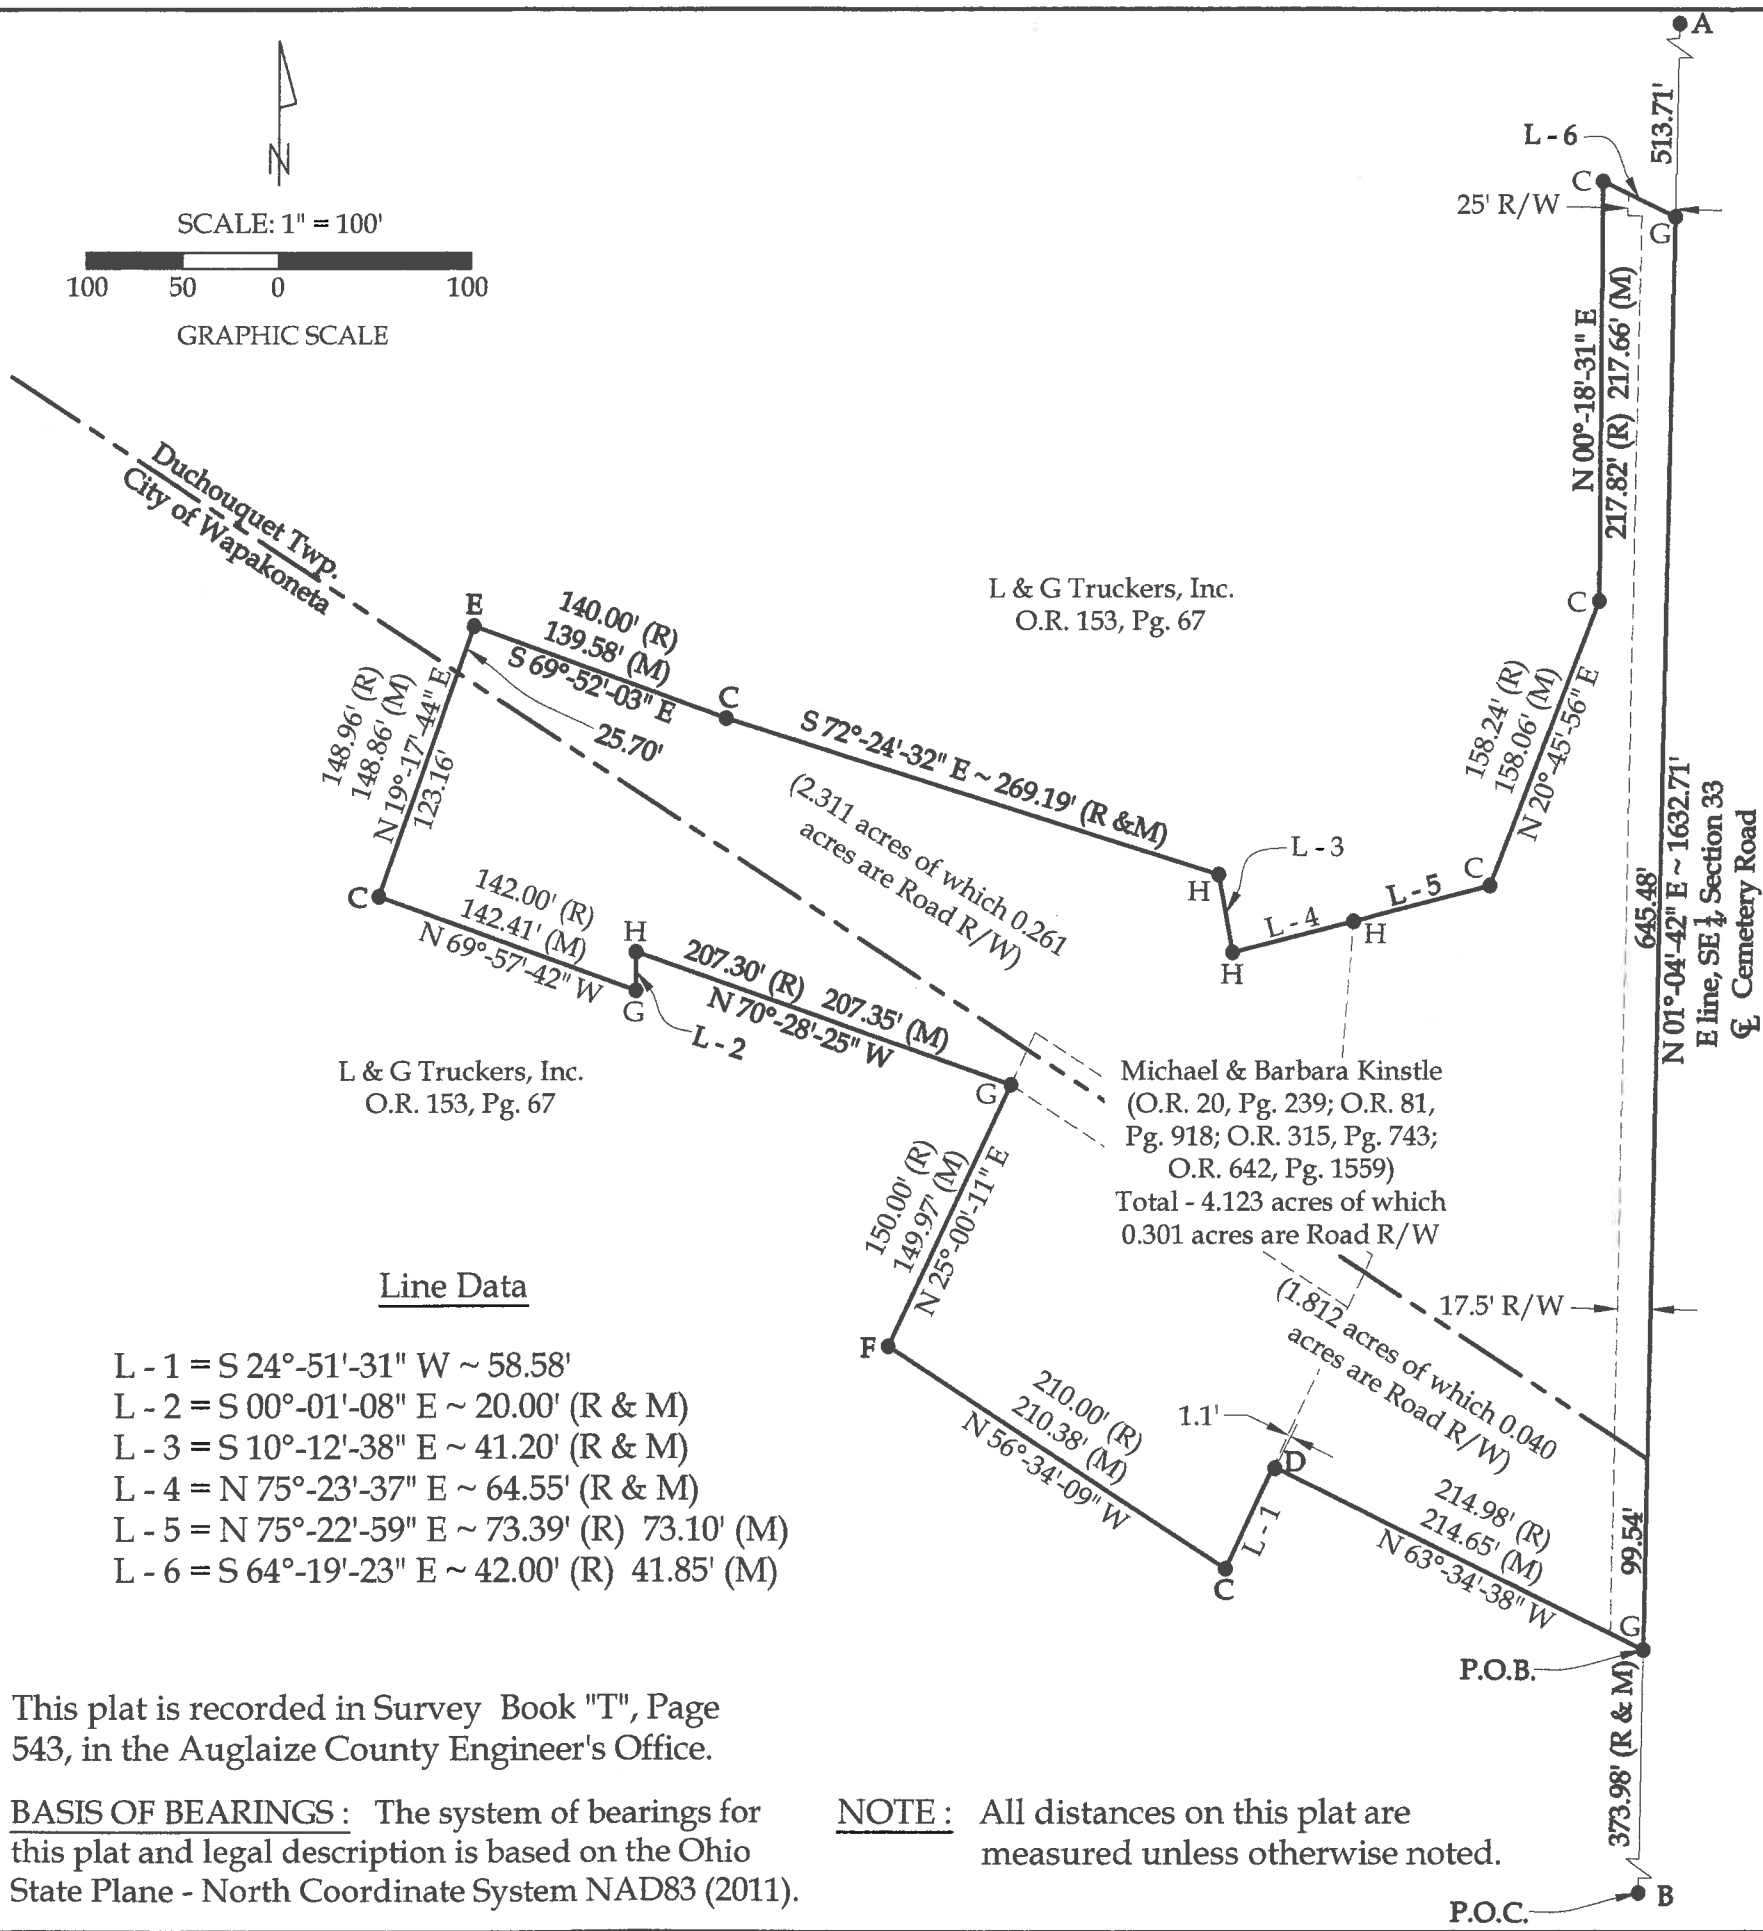 A
513.71'
L - 6
C
25' R/W
G
N
SCALE: 1" = 100'
100 50 0 100
GRAPHIC SCALE
N 00°-18'-31" E
217.82' (R) 217.66' (M)
Duchouquet Twp.
City of Wapakoneta
L & G Truckers, Inc.
O.R. 153, Pg. 67
C
E
140.00' (R)
139.58' (M)
S 69°-52'-03" E
C
25.70'
148.96' (R)
148.86' (M)
N 19°-17'-44" E
123.16'
S 72°-24'-32" E ~ 269.19' (R &M)
(2.311 acres of which 0.261
acres are Road R/W)
158.24' (R)
158.06' (M)
N 20°-45'-56" E
645.48'
N 01°-04'-42" E ~ 1632.71'
E line, SE ¼, Section 33
℄ Cemetery Road
H
L - 3
L - 4
H
L - 5
H
C
C
142.00' (R)
142.41' (M)
N 69°-57'-42" W
H
G
L - 2
207.30' (R) 207.35' (M)
N 70°-28'-25" W
G
L & G Truckers, Inc.
O.R. 153, Pg. 67
Michael & Barbara Kinstle
(O.R. 20, Pg. 239; O.R. 81,
Pg. 918; O.R. 315, Pg. 743;
O.R. 642, Pg. 1559)
Total - 4.123 acres of which
0.301 acres are Road R/W
150.00' (R)
149.97' (M)
N 25°-00'-11" E
17.5' R/W
(1.812 acres of which 0.040
acres are Road R/W)
F
210.00' (R)
210.38' (M)
N 56°-34'-09" W
1.1'
D
L - 1
C
214.98' (R)
214.65' (M)
N 63°-34'-38" W
99.54'
G
P.O.B.
373.98' (R & M)
B
P.O.C.
Line Data
L - 1 = S 24°-51'-31" W ~ 58.58'
L - 2 = S 00°-01'-08" E ~ 20.00' (R & M)
L - 3 = S 10°-12'-38" E ~ 41.20' (R & M)
L - 4 = N 75°-23'-37" E ~ 64.55' (R & M)
L - 5 = N 75°-22'-59" E ~ 73.39' (R) 73.10' (M)
L - 6 = S 64°-19'-23" E ~ 42.00' (R) 41.85' (M)
This plat is recorded in Survey Book "T", Page
543, in the Auglaize County Engineer's Office.
BASIS OF BEARINGS : The system of bearings for
this plat and legal description is based on the Ohio
State Plane - North Coordinate System NAD83 (2011).
NOTE : All distances on this plat are
measured unless otherwise noted.